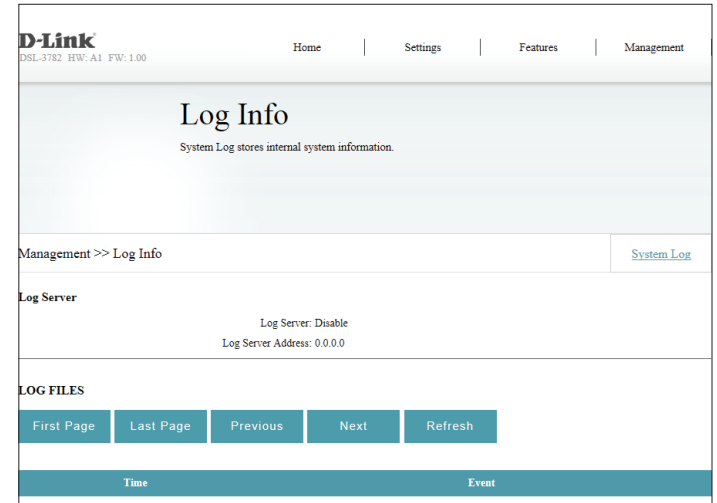 D-Link
DSL-3782 HW: A1 FW: 1.00
Home
Settings
Features
Management
Log Info
System Log stores internal system information.
Management >> Log Info
System Log
Log Server
Log Server: Disable
Log Server Address: 0.0.0.0
LOG FILES
First Page
Last Page
Previous
Next
Refresh
Time
Event